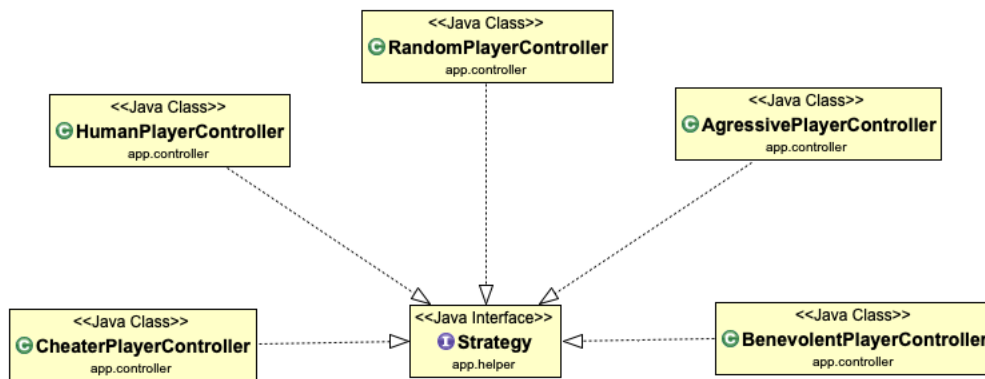 <<Java Class>>
RandomPlayerController
app.controller
<<Java Class>>
HumanPlayerController
app.controller
<<Java Class>>
AgressivePlayerController
app.controller
<<Java Class>>
CheaterPlayerController
app.controller
<<Java Interface>>
Strategy
app.helper
<<Java Class>>
BenevolentPlayerController
app.controller